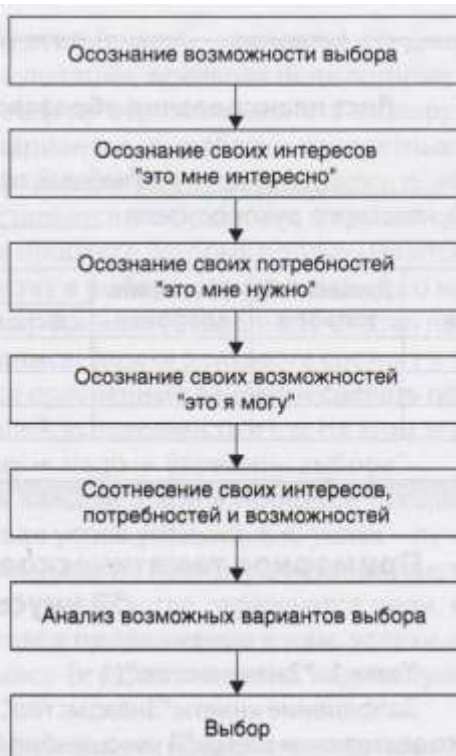 Осознание возможности выбора
Осознание своих интересов
"это мне интересно"
Осознание своих потребностей
"это мне нужно"
Осознание своих возможностей
"это я могу"
Соотнесение своих интересов,
потребностей и возможностей
Анализ возможных вариантов выбора
Выбор